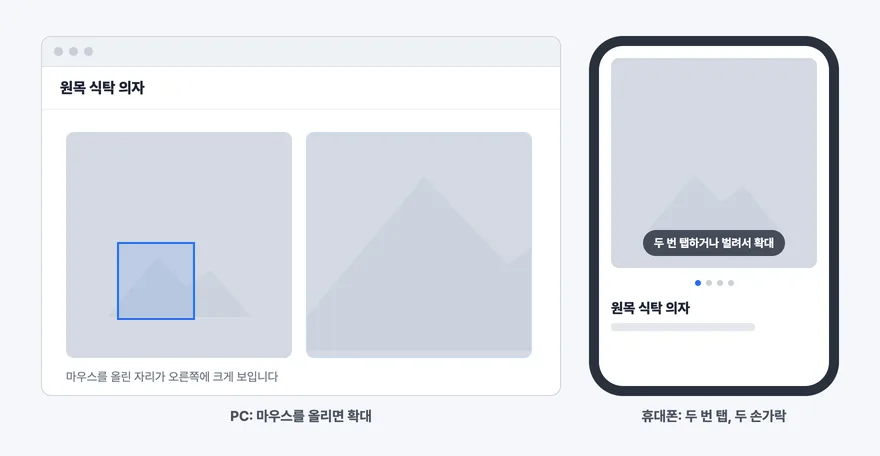 원목 식탁 의자
마우스를 올린 자리가 오른쪽에 크게 보입니다
PC: 마우스를 올리면 확대
두 번 탭하거나 벌려서 확대
원목 식탁 의자
휴대폰: 두 번 탭, 두 손가락